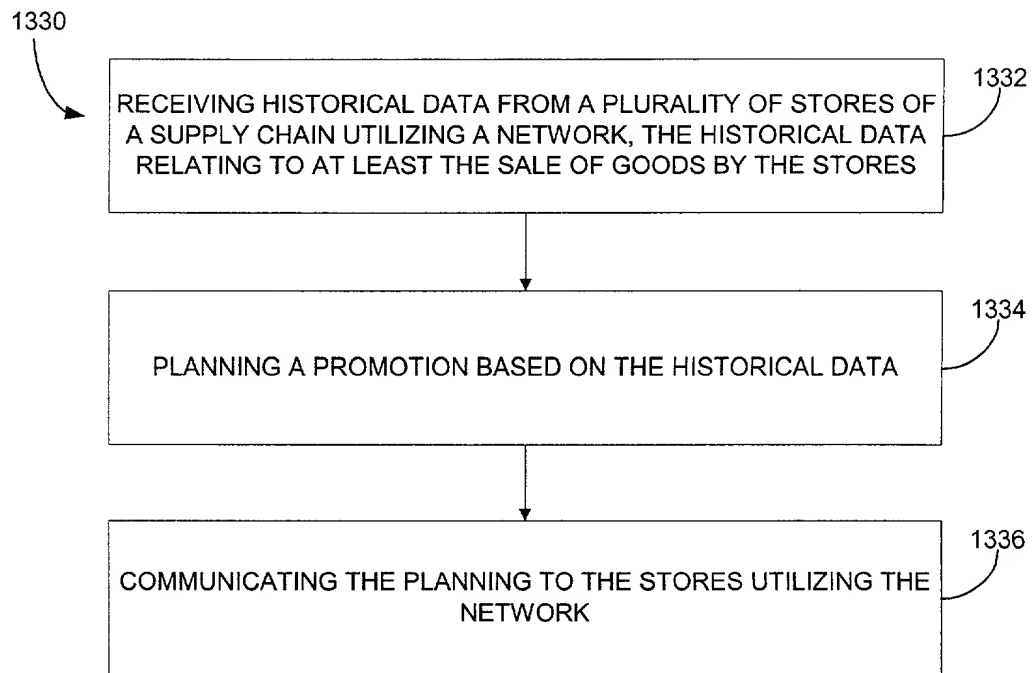 1330
1332
RECEIVING HISTORICAL DATA FROM A PLURALITY OF STORES OF
A SUPPLY CHAIN UTILIZING A NETWORK, THE HISTORICAL DATA
RELATING TO AT LEAST THE SALE OF GOODS BY THE STORES
1334
PLANNING A PROMOTION BASED ON THE HISTORICAL DATA
1336
COMMUNICATING THE PLANNING TO THE STORES UTILIZING THE
NETWORK